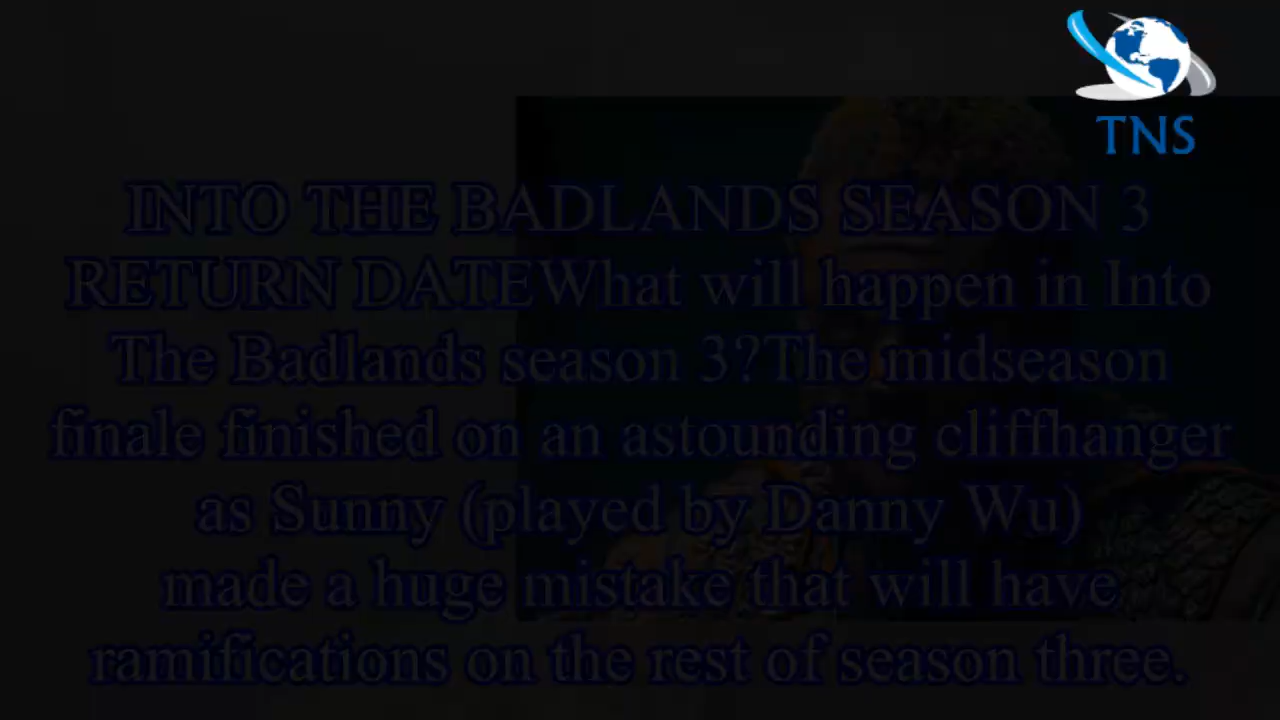 TNS
INTO THE BADLANDS SEASON 3
RETURN DATEWhat will happen in Into
The Badlands season 3?The midseason
finale finished on an astounding cliffhanger
as Sunny (played by Danny Wu)
made a huge mistake that will have
ramifications on the rest of season three.